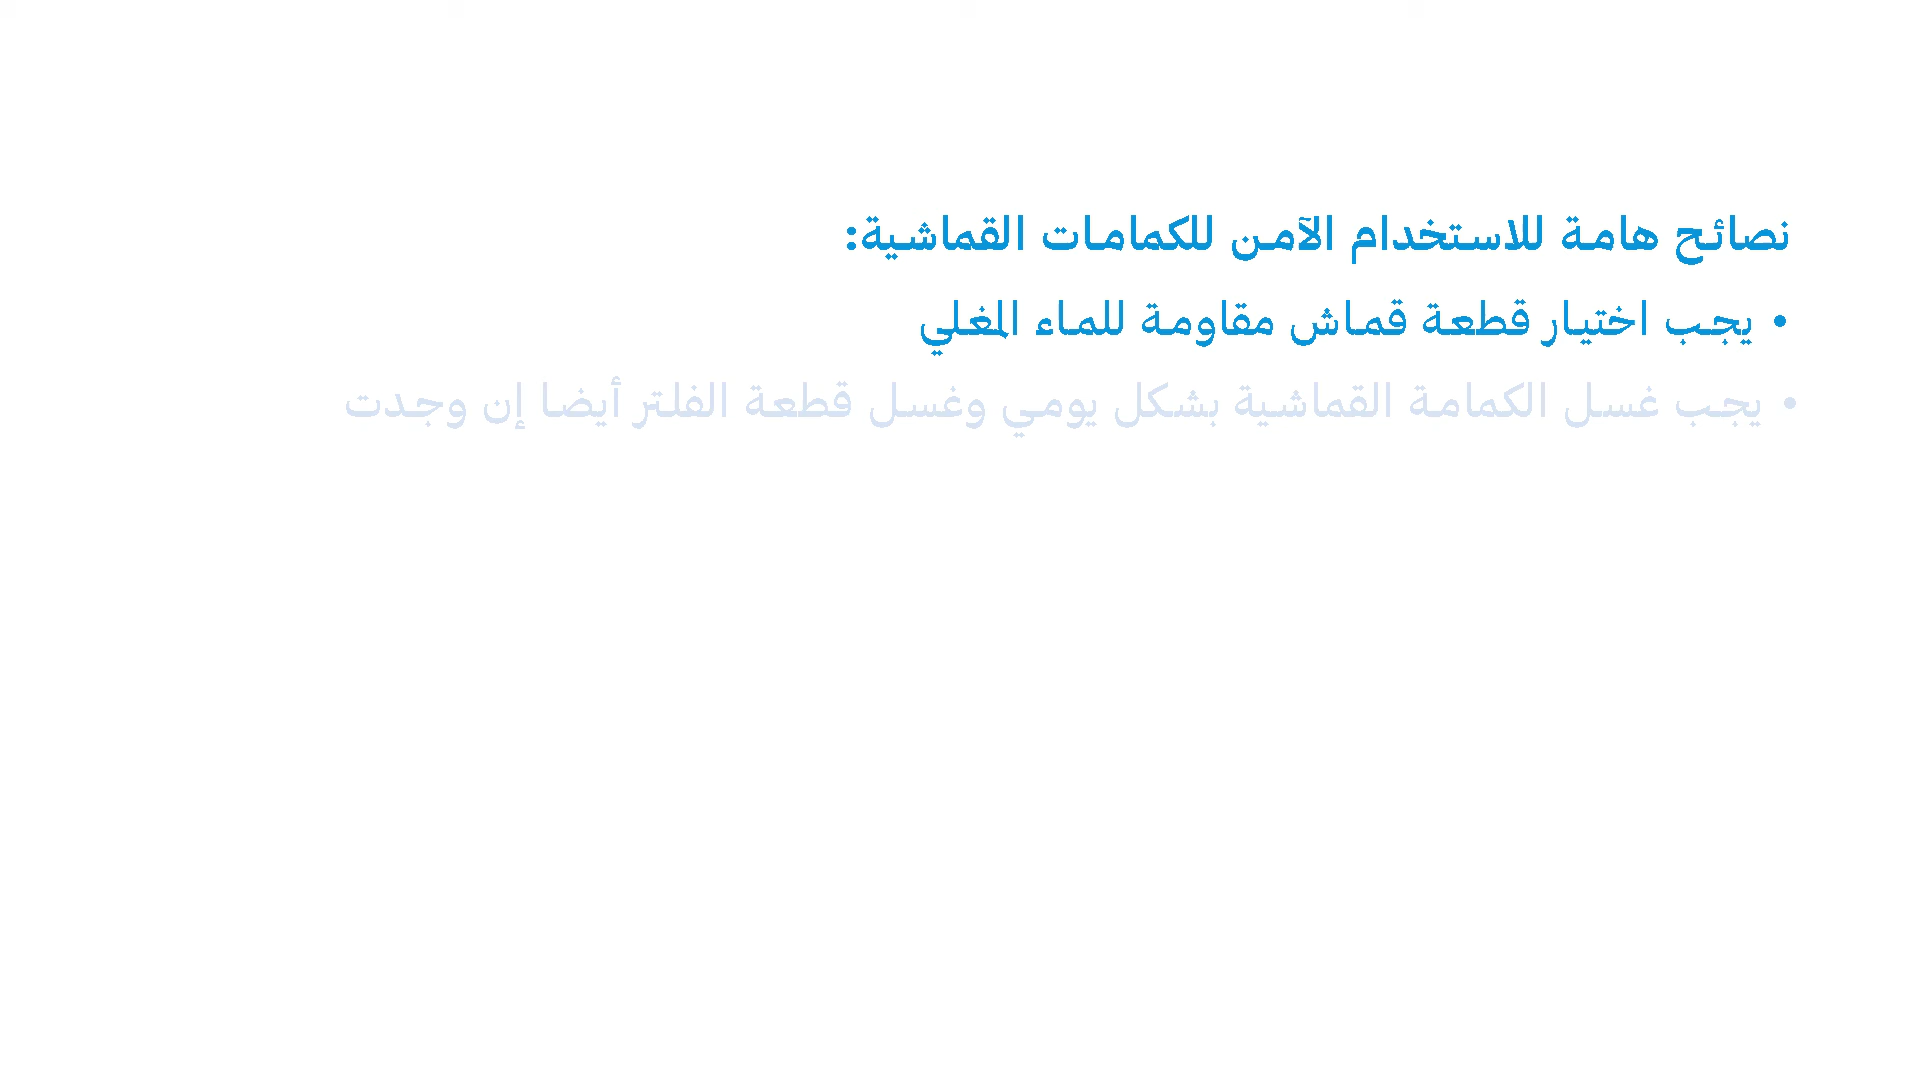 نصائح هامة للاستخدام الآمن للكمامات القماشية:
• يجب اختيار قطعة قماش مقاومة للماء المغلي
• يجب غسل الكمامة القماشية بشكل يومي وغسل قطعة الفلتر أيضا إن وجدت